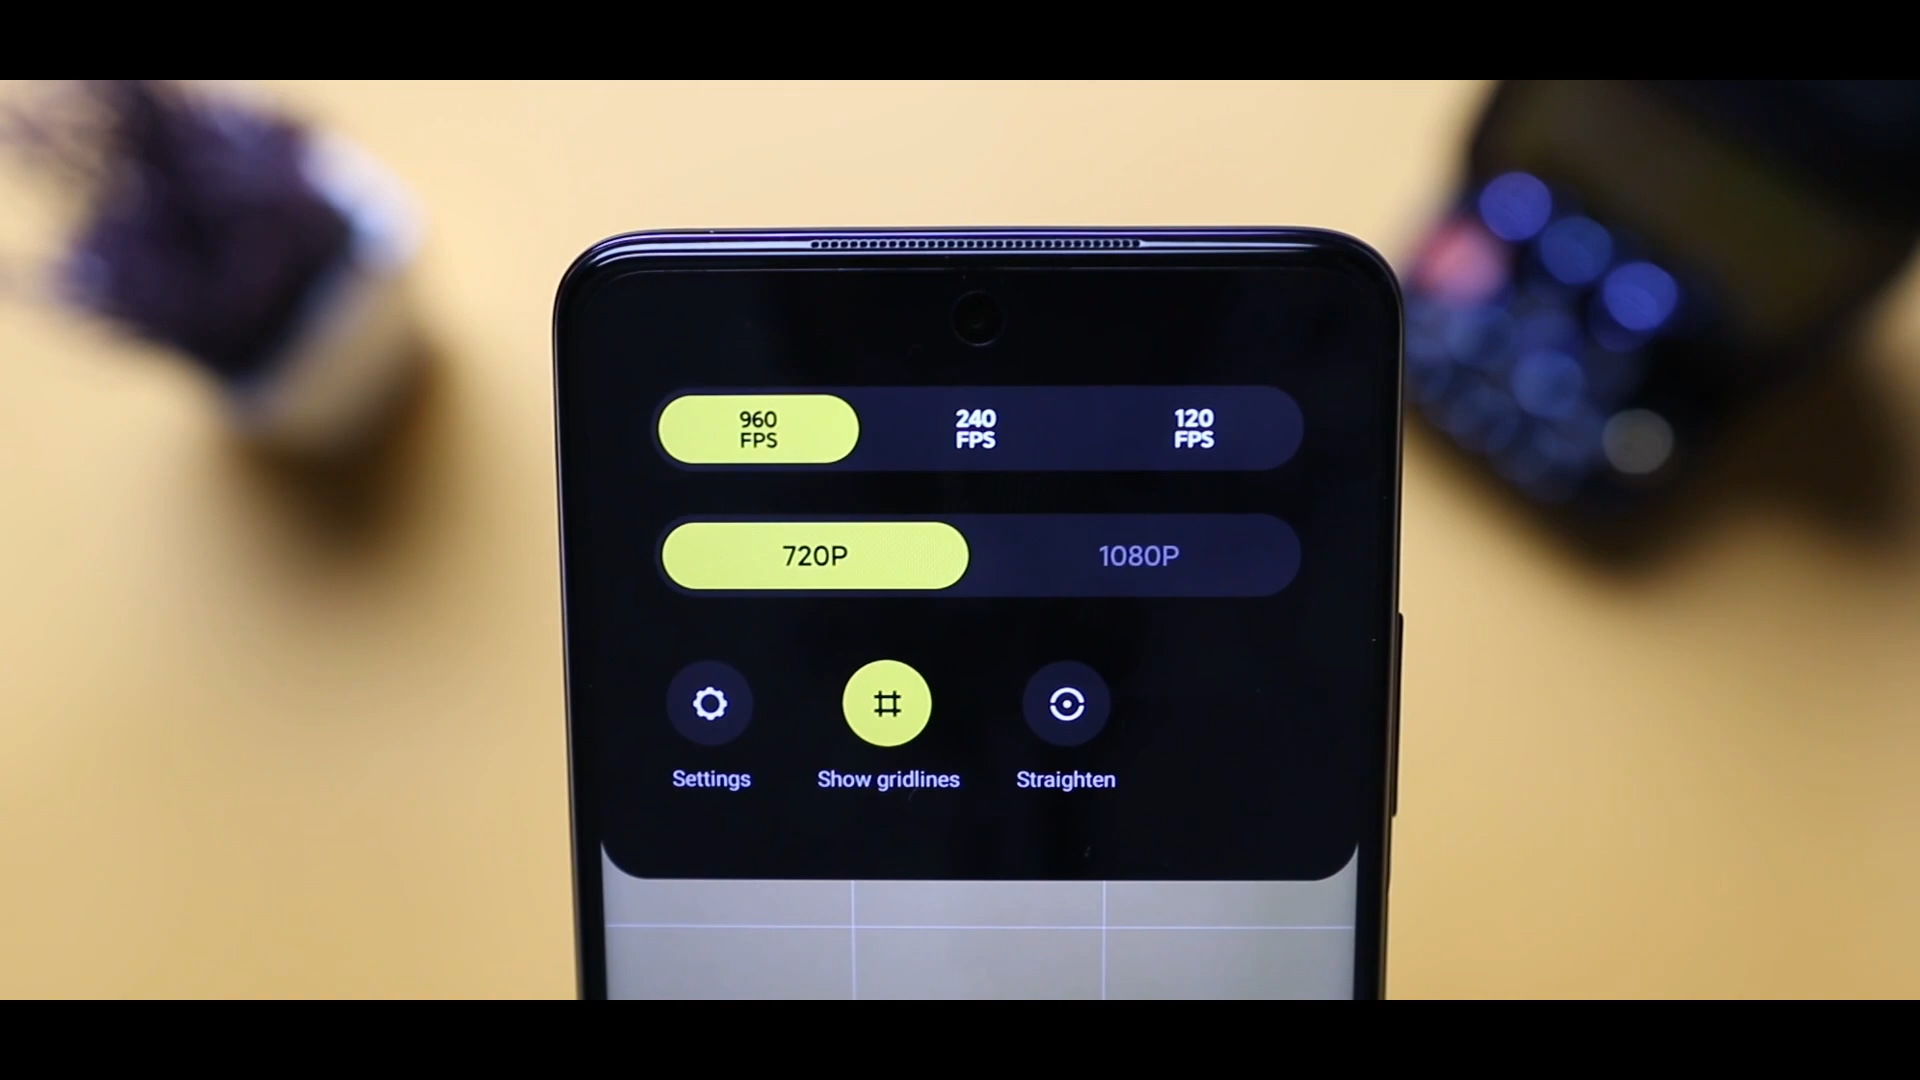 960
FPS
240
FPS
120
FPS
720P
1080P
Settings
Show gridlines
Straighten